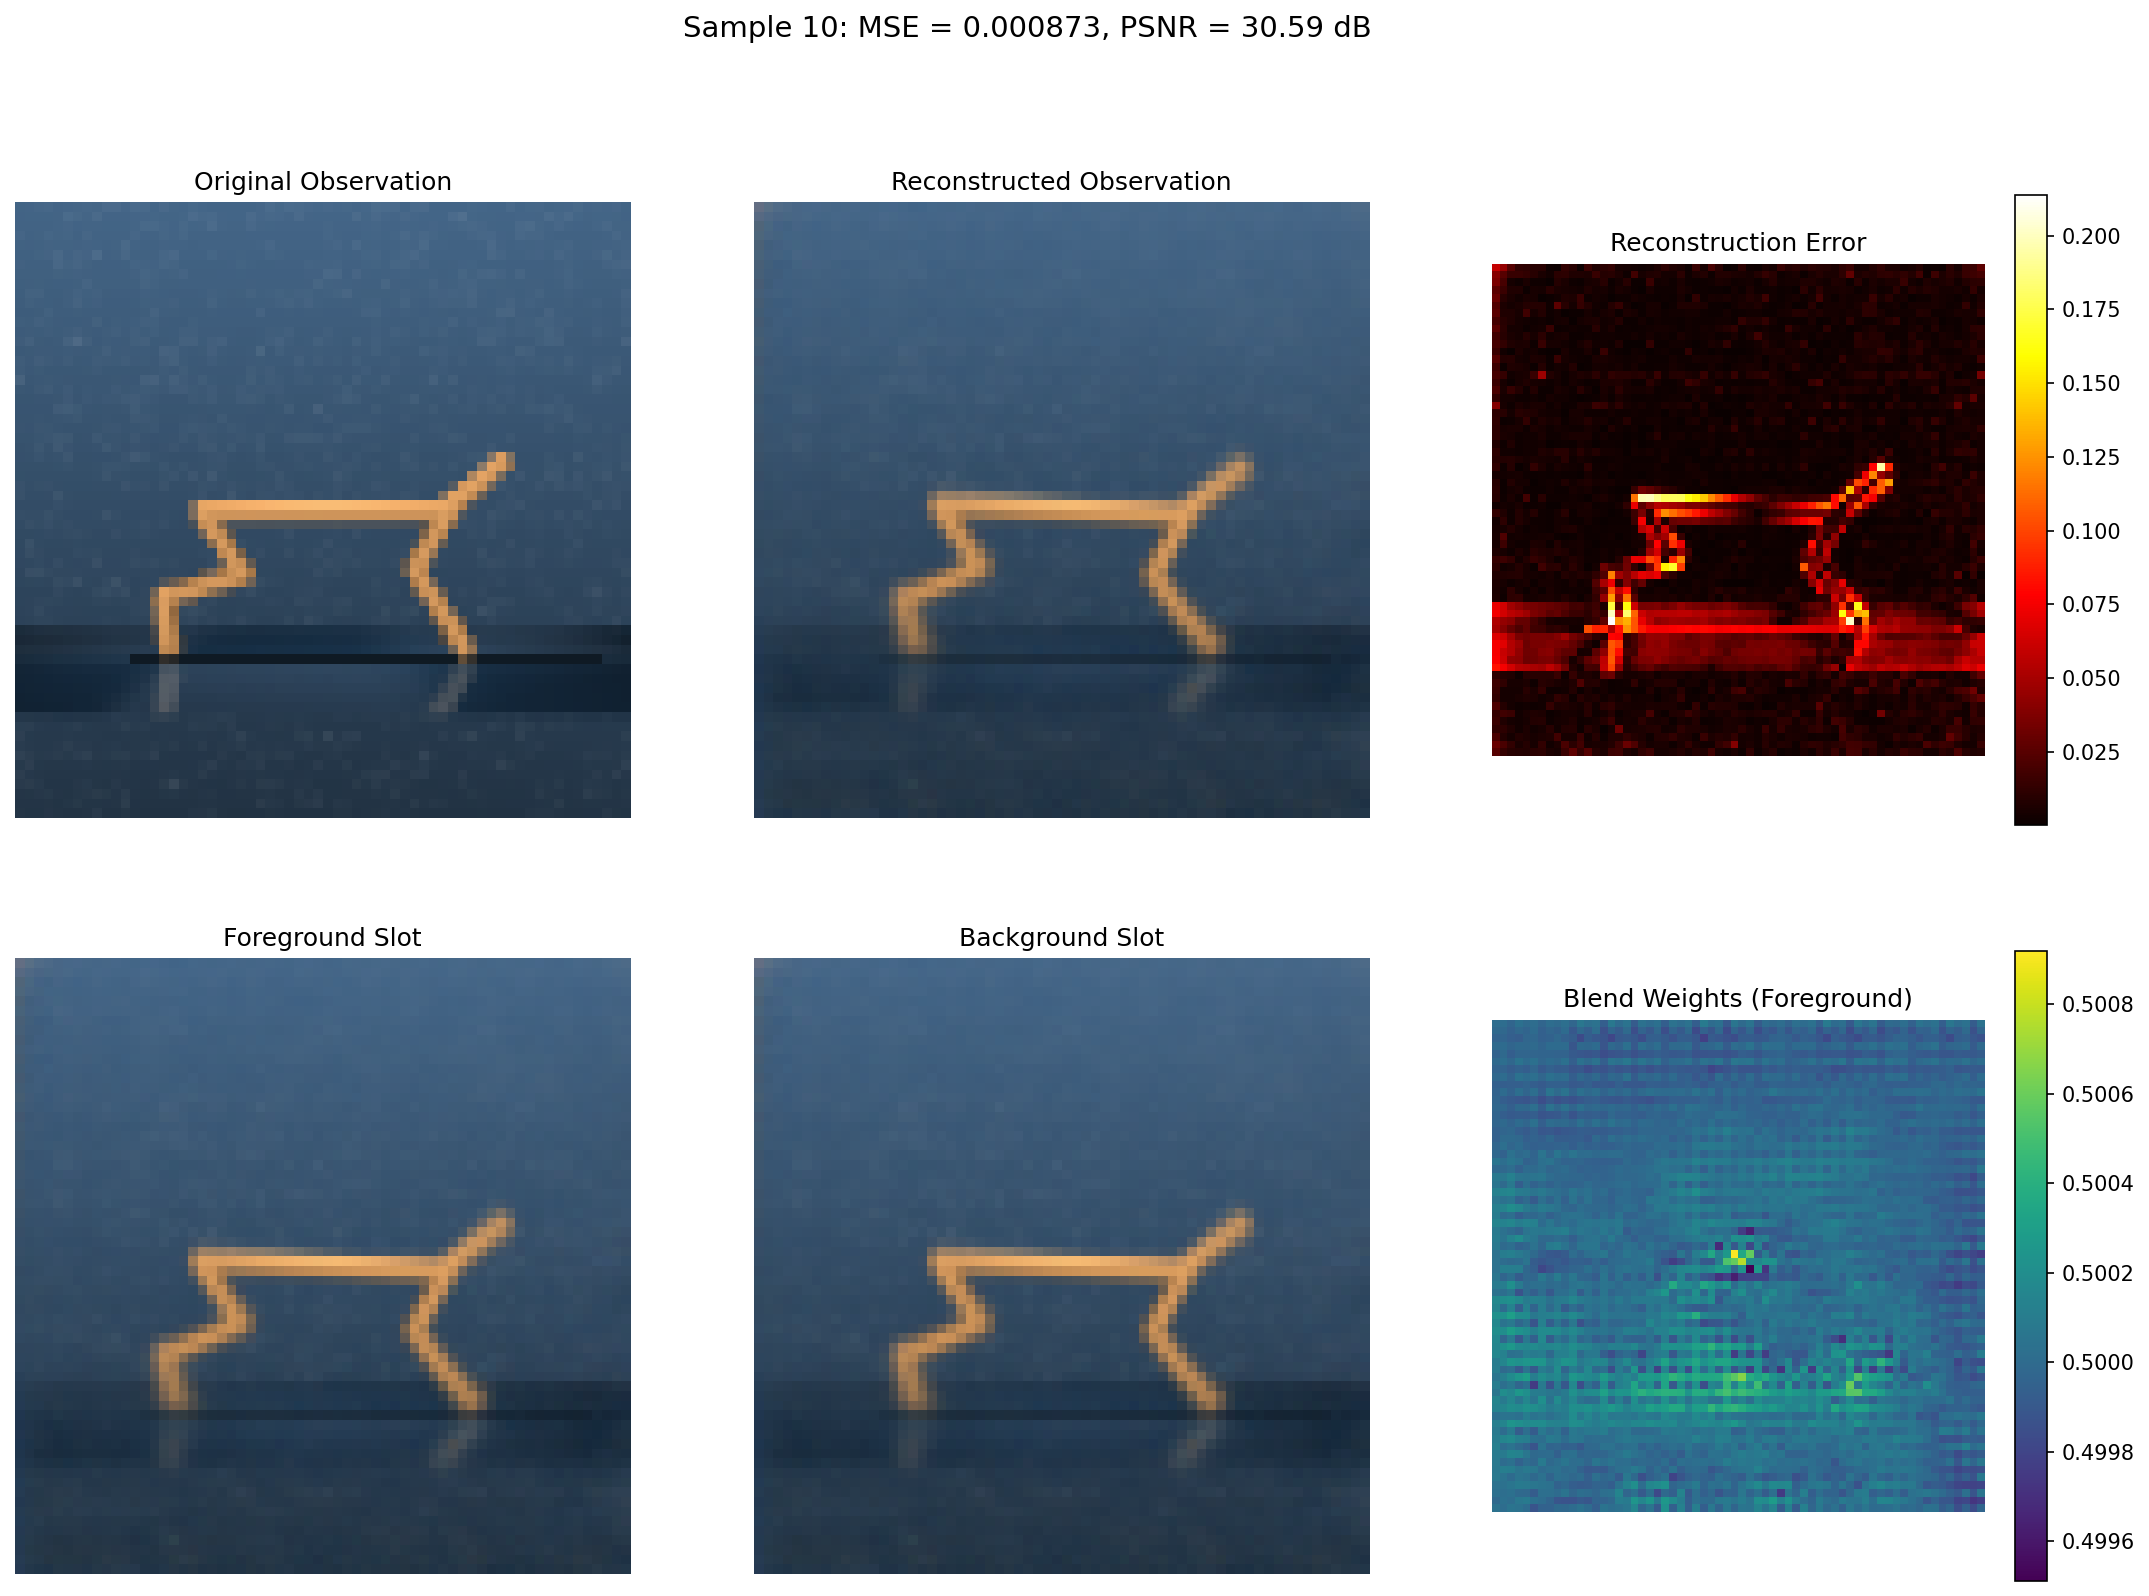 Sample 10: MSE = 0.000873, PSNR = 30.59 dB
Original Observation
Reconstructed Observation
Reconstruction Error
0.200
0.175
0.150
0.125
0.100
0.075
0.050
0.025
Foreground Slot
Background Slot
Blend Weights (Foreground)
0.5008
0.5006
0.5004
0.5002
0.5000
0.4998
0.4996